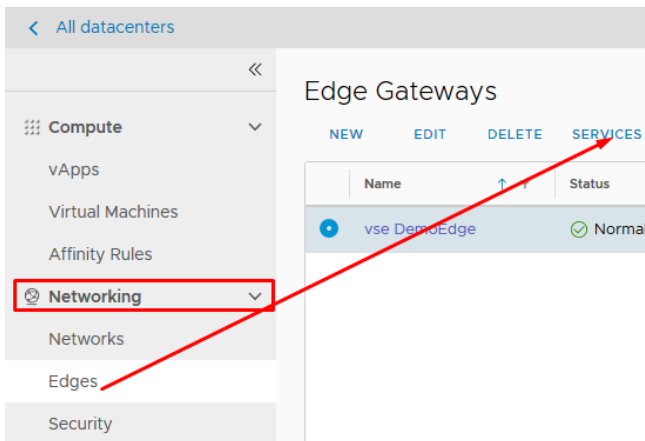 All datacenters
Compute
vApps
Virtual Machines
Affinity Rules
Networking
Networks
Edges
Security
Edge Gateways
NEW EDIT DELETE SERVICES
Name Status
vse DemoEdge Normal